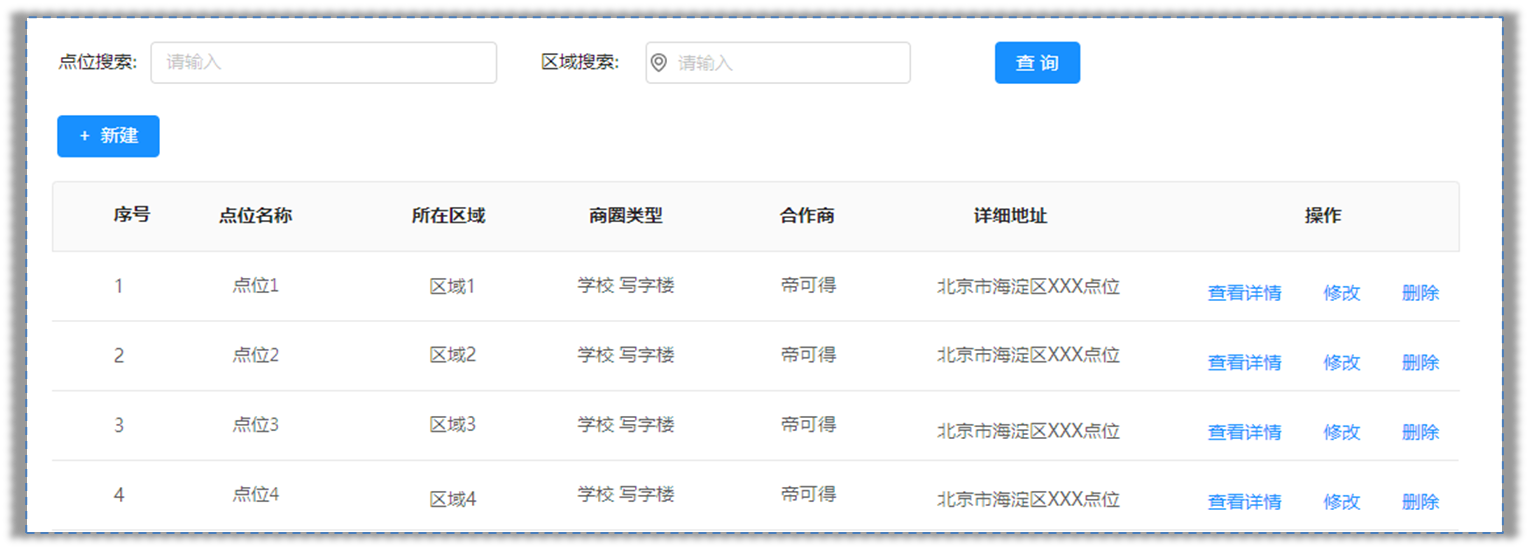 点位搜索: 请输入 区域搜索: 请输入 查 询
+ 新建
序号 点位名称 所在区域 商圈类型 合作商 详细地址 操作
1 点位1 区域1 学校 写字楼 帝可得 北京市海淀区XXX点位 查看详情 修改 删除
2 点位2 区域2 学校 写字楼 帝可得 北京市海淀区XXX点位 查看详情 修改 删除
3 点位3 区域3 学校 写字楼 帝可得 北京市海淀区XXX点位 查看详情 修改 删除
4 点位4 区域4 学校 写字楼 帝可得 北京市海淀区XXX点位 查看详情 修改 删除